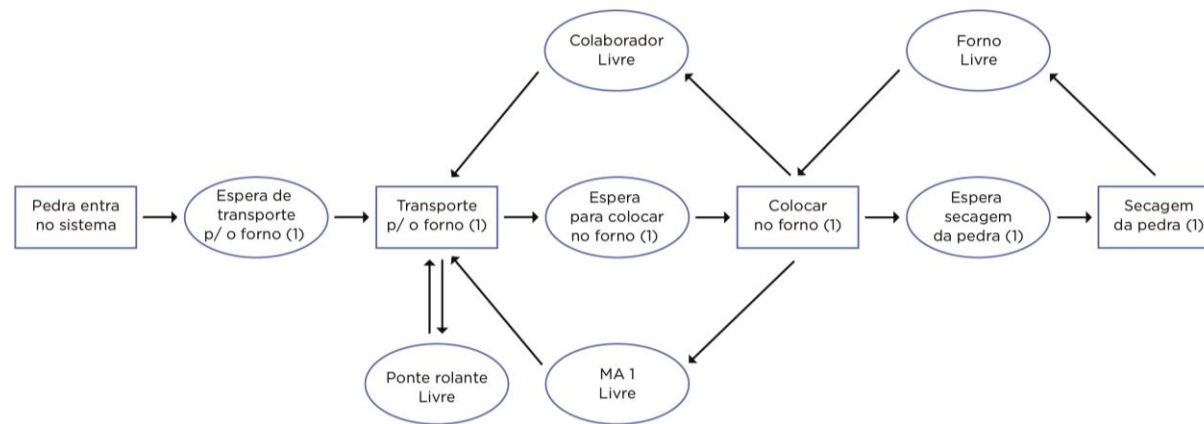 Colaborador
Livre
Forno
Livre
Pedra entra
no sistema
Espera de
transporte
p/ o forno (1)
Transporte
p/ o forno (1)
Espera
para colocar
no forno (1)
Colocar
no forno (1)
Espera
secagem
da pedra (1)
Secagem
da pedra (1)
Ponte rolante
Livre
MA 1
Livre